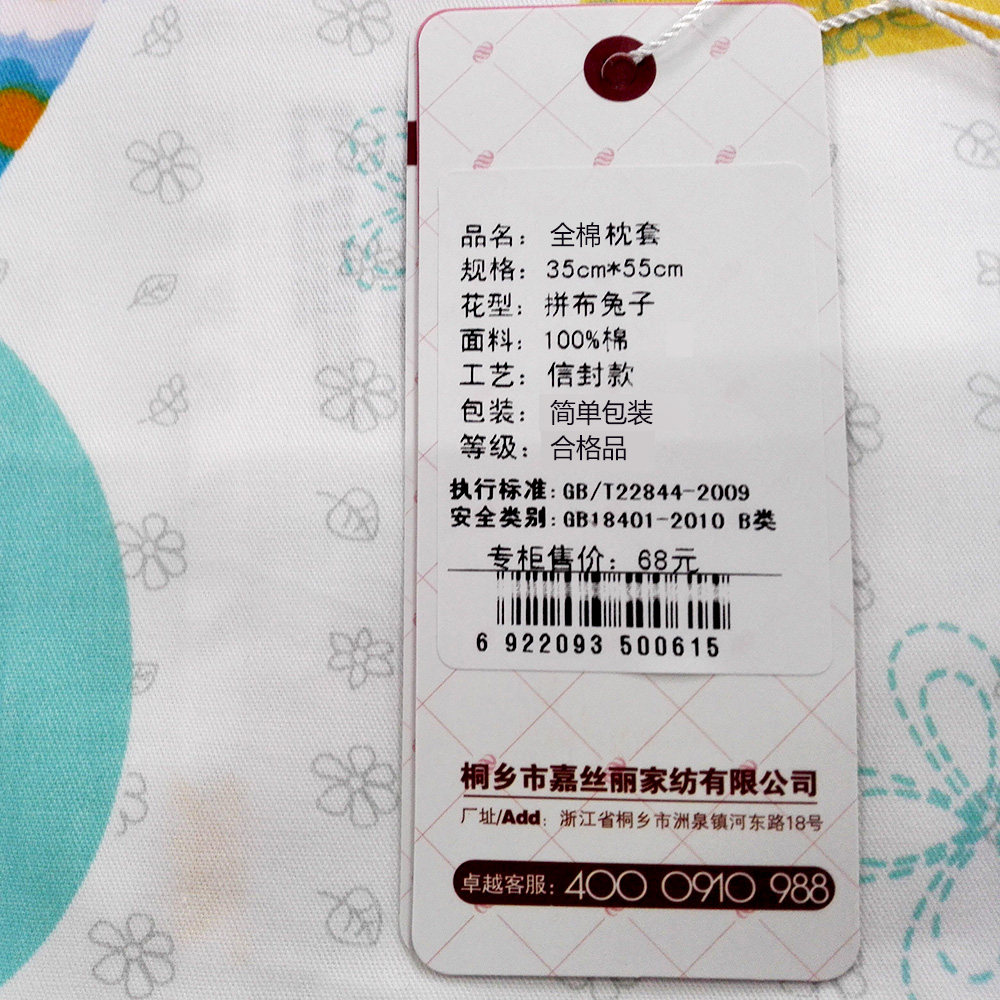 品名: 全棉枕套
规格: 35cm*55cm
花型: 拼布兔子
面料: 100%棉
工艺: 信封款
包装: 简单包装
等级: 合格品
执行标准:GB/T22844-2009
安全类别:GB18401-2010 B类
专柜售价: 68元
6 922093 500615
桐乡市嘉丝丽家纺有限公司
厂址/Add: 浙江省桐乡市洲泉镇河东路18号
卓越客服: 400 0910 988